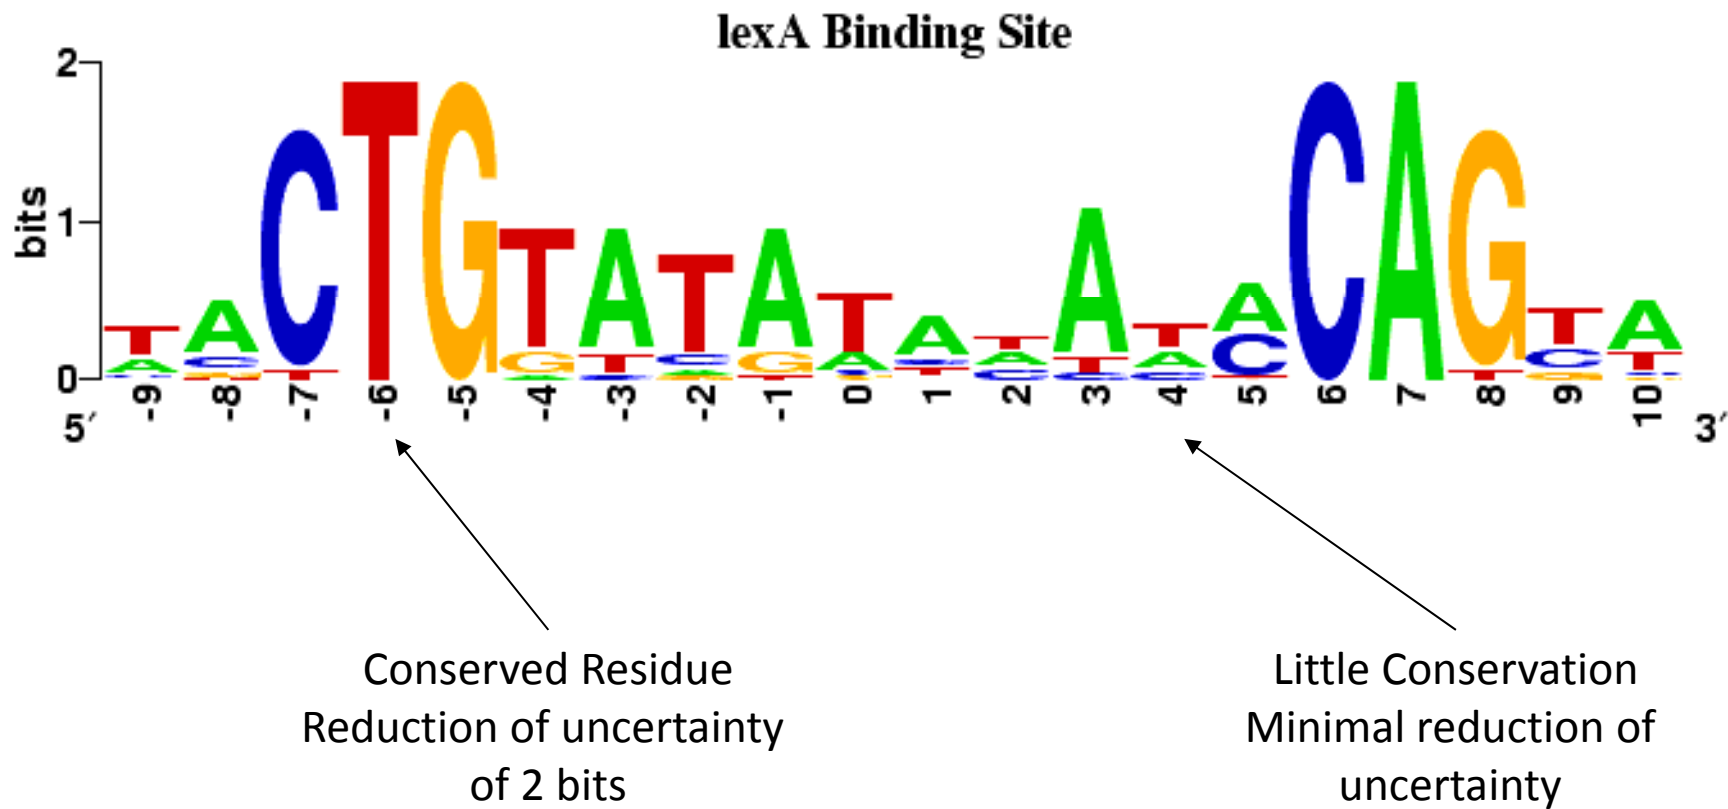 lexA Binding Site
2
bits
1
0
TACTGTATATATATACAGTA
5′ -9 -8 -7 -6 -5 -4 -3 -2 -1 0 1 2 3 4 5 6 7 8 9 10 3′
Conserved Residue
Reduction of uncertainty
of 2 bits
Little Conservation
Minimal reduction of
uncertainty